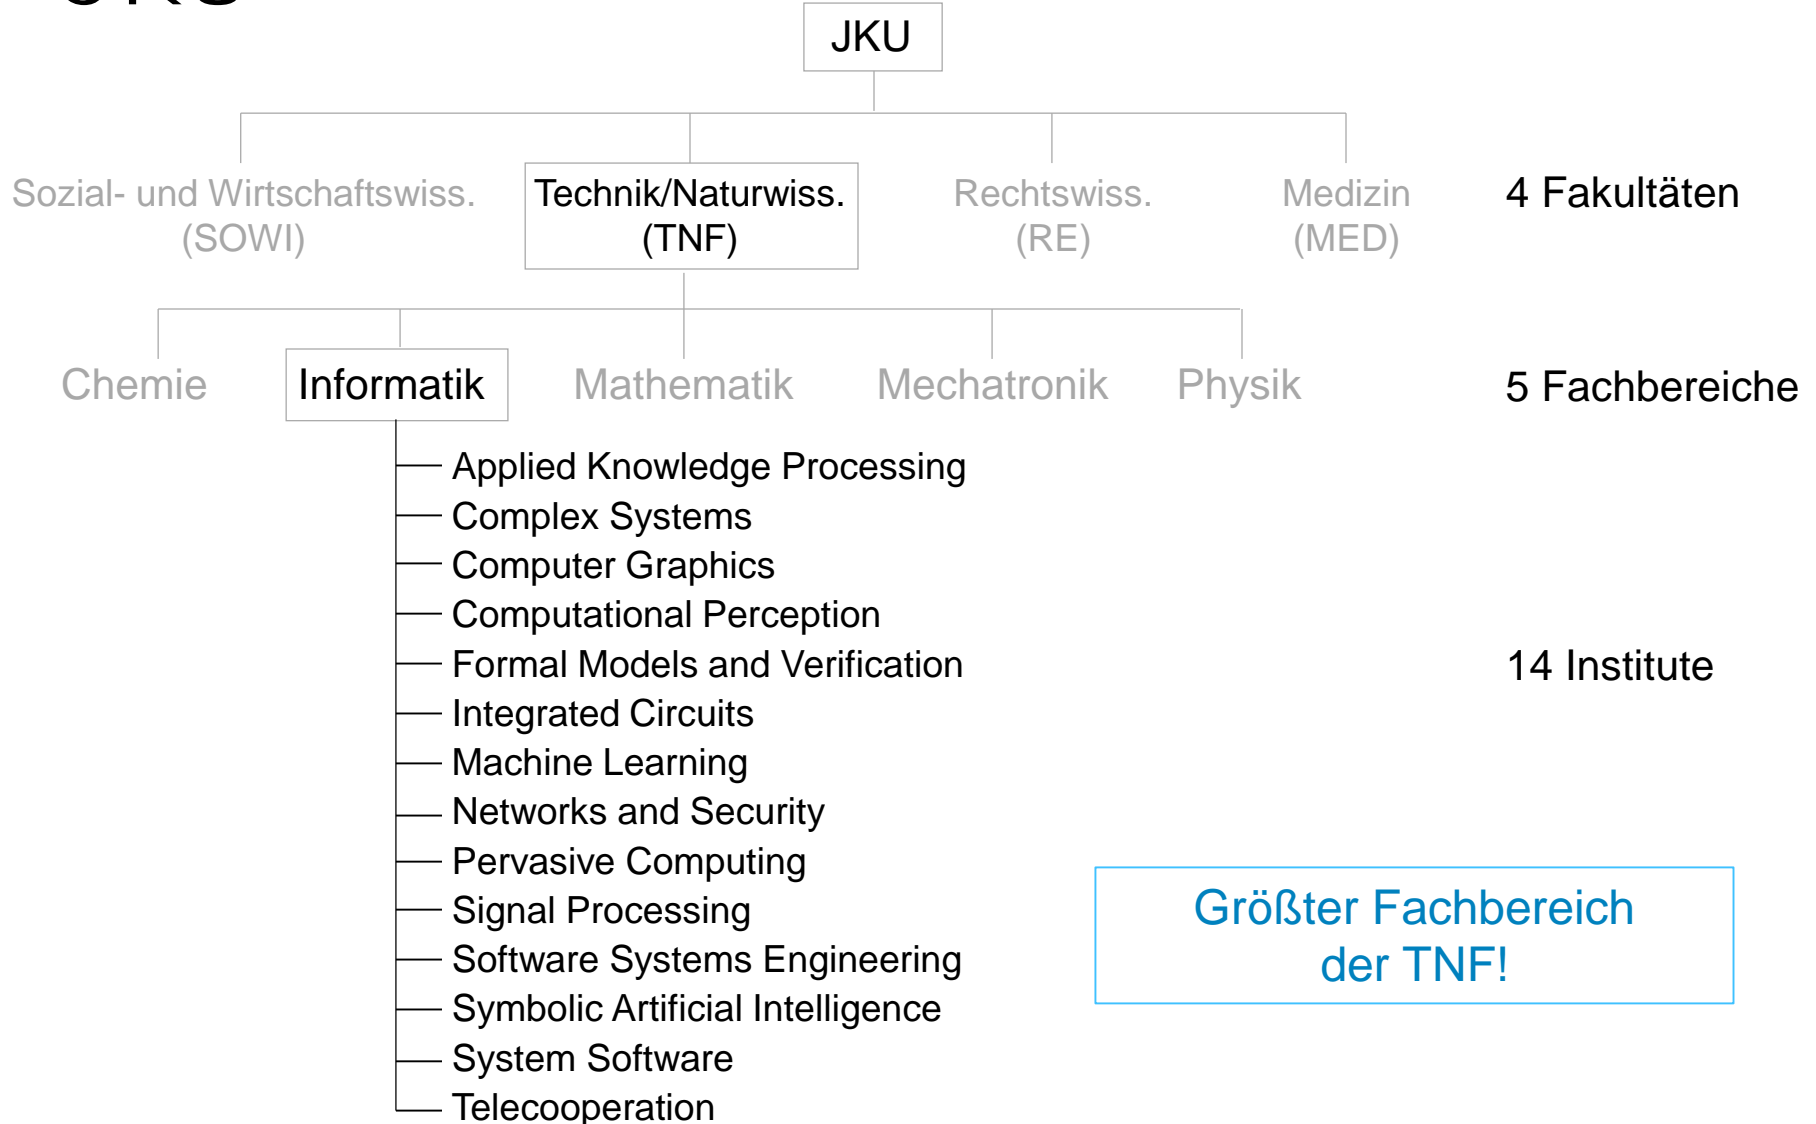 JKU
Sozial- und Wirtschaftswiss.
(SOWI)
Technik/Naturwiss.
(TNF)
Rechtswiss.
(RE)
Medizin
(MED)
4 Fakultäten
Chemie
Informatik
Mathematik
Mechatronik
Physik
5 Fachbereiche
Applied Knowledge Processing
Complex Systems
Computer Graphics
Computational Perception
Formal Models and Verification
14 Institute
Integrated Circuits
Machine Learning
Networks and Security
Pervasive Computing
Signal Processing
Größter Fachbereich
der TNF!
Software Systems Engineering
Symbolic Artificial Intelligence
System Software
Telecooperation